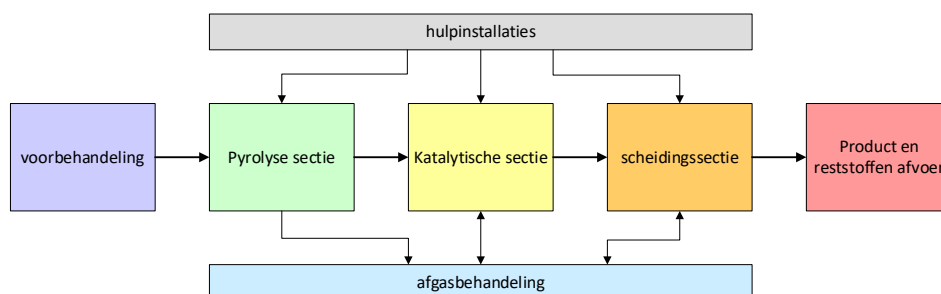 hulpinstallaties
voorbehandeling
Pyrolyse sectie
Katalytische sectie
scheidingssectie
Product en
reststoffen afvoer
afgasbehandeling